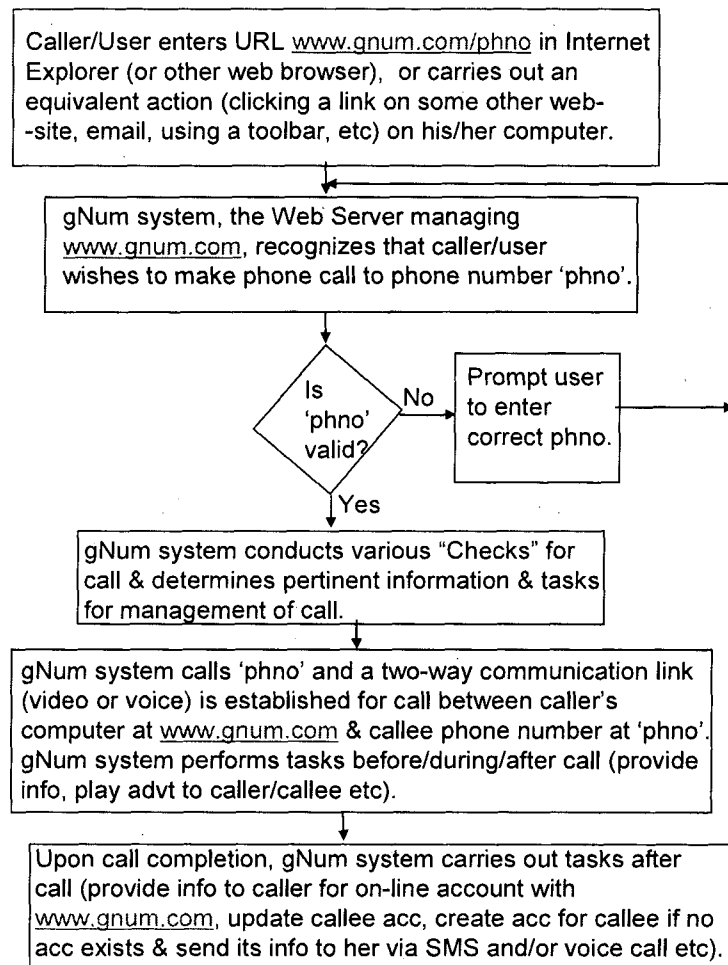 Caller/User enters URL www.gnum.com/phno in Internet
Explorer (or other web browser), or carries out an
equivalent action (clicking a link on some other web-
-site, email, using a toolbar, etc) on his/her computer.
gNum system, the Web Server managing
www.gnum.com, recognizes that caller/user
wishes to make phone call to phone number 'phno'.
Is
'phno'
valid?
No
Prompt user
to enter
correct phno.
Yes
gNum system conducts various “Checks” for
call & determines pertinent information & tasks
for management of call.
gNum system calls 'phno' and a two-way communication link
(video or voice) is established for call between caller's
computer at www.gnum.com & callee phone number at 'phno'.
gNum system performs tasks before/during/after call (provide
info, play advt to caller/callee etc).
Upon call completion, gNum system carries out tasks after
call (provide info to caller for on-line account with
www.gnum.com, update callee acc, create acc for callee if no
acc exists & send its info to her via SMS and/or voice call etc).